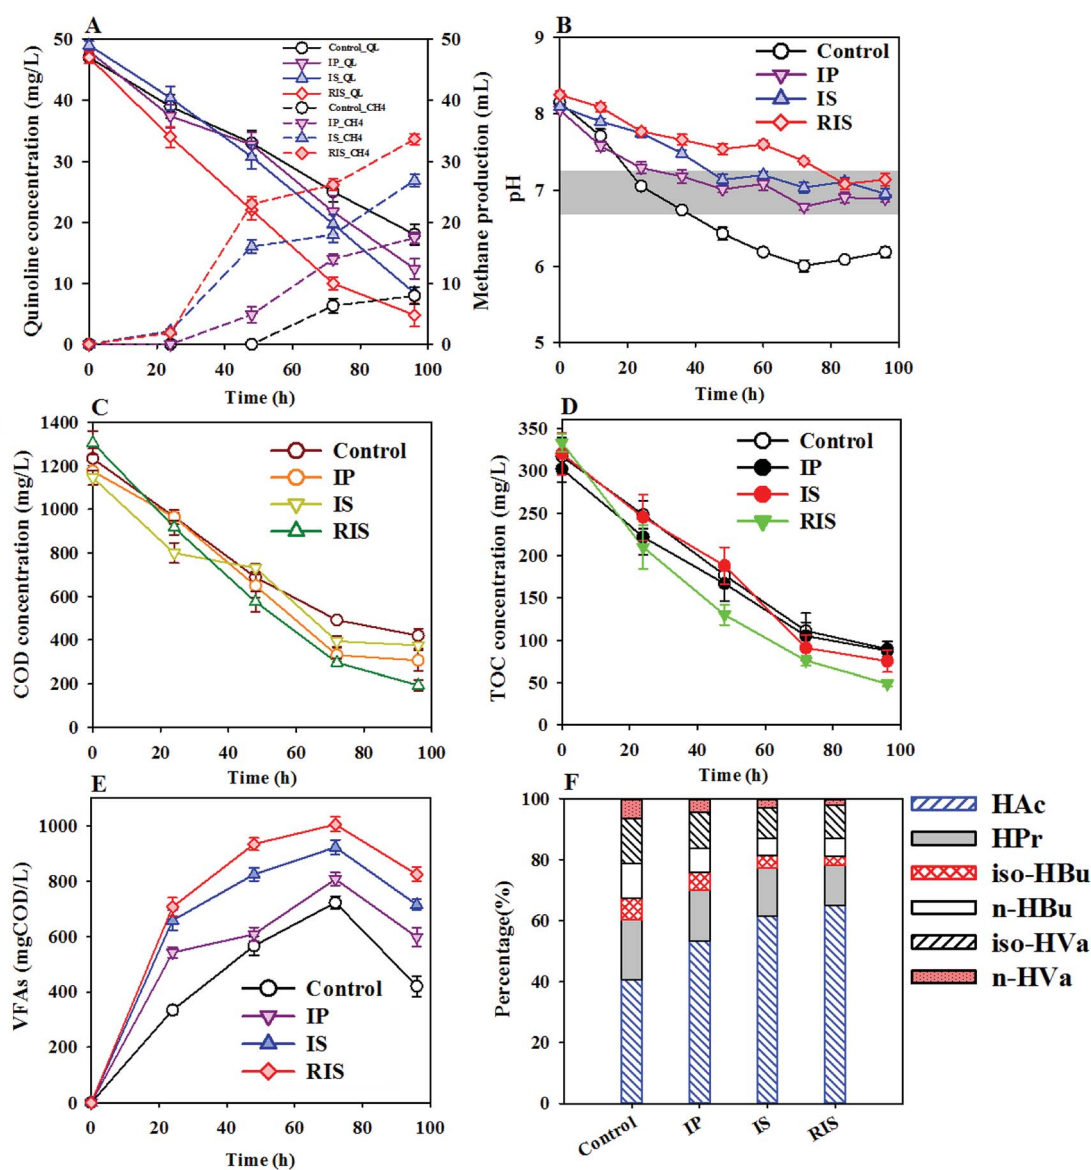 A
Quinoline concentration (mg/L)
50
40
30
20
10
0
Control_QL
IP_QL
IS_QL
RIS_QL
Control_CH4
IP_CH4
IS_CH4
RIS_CH4
50
40
30
20
10
0
Methane production (mL)
0 20 40 60 80 100
Time (h)
B
pH
9
8
7
6
5
Control
IP
IS
RIS
0 20 40 60 80 100
Time (h)
C
COD concentration (mg/L)
1400
1200
1000
800
600
400
200
0
Control
IP
IS
RIS
0 20 40 60 80 100
Time (h)
D
TOC concentration (mg/L)
350
300
250
200
150
100
50
0
Control
IP
IS
RIS
0 20 40 60 80 100
Time (h)
E
VFAs (mgCOD/L)
1000
800
600
400
200
0
Control
IP
IS
RIS
0 20 40 60 80 100
Time (h)
F
Percentage(%)
100
80
60
40
20
0
Control IP IS RIS
HAc
HPr
iso-HBu
n-HBu
iso-HVa
n-HVa